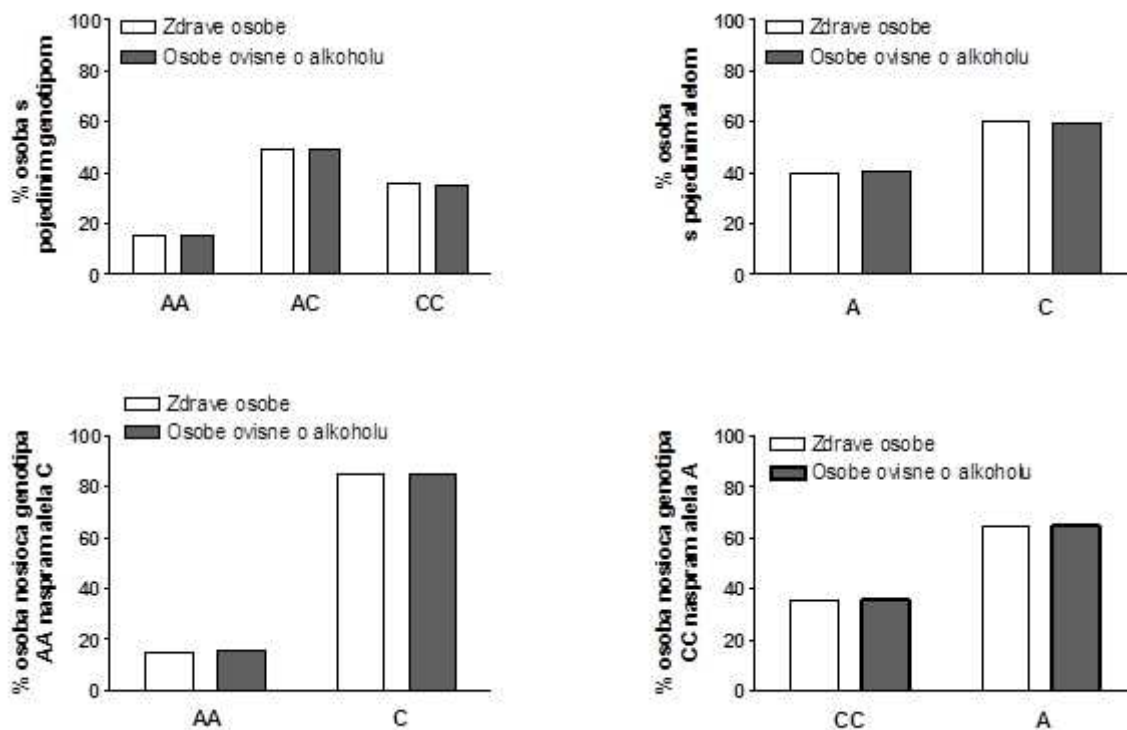 % osoba s
pojedinim genotipom
100
80
60
40
20
0
Zdrave osobe
Osobe ovisne o alkoholu
AA AC CC
% osoba
s pojedinim alelom
100
80
60
40
20
0
Zdrave osobe
Osobe ovisne o alkoholu
A C
% osoba nosioca genotipa
AA naspram alela C
Zdrave osobe
Osobe ovisne o alkoholu
100
80
60
40
20
0
AA C
% osoba nosioca genotipa
CC naspram alela A
100
80
60
40
20
0
Zdrave osobe
Osobe ovisne o alkoholu
CC A